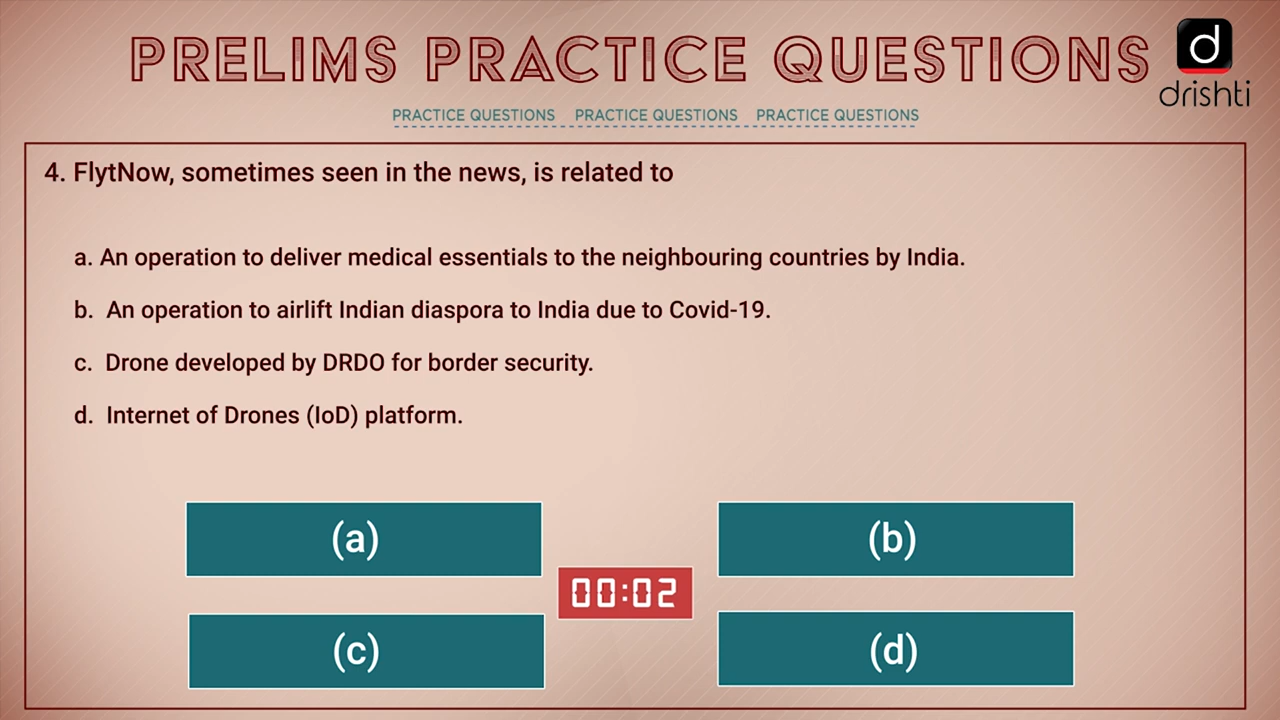 PRELIMS PRACTICE QUESTIONS
d
drishti
PRACTICE QUESTIONS PRACTICE QUESTIONS PRACTICE QUESTIONS
4. FlytNow, sometimes seen in the news, is related to
a. An operation to deliver medical essentials to the neighbouring countries by India.
b. An operation to airlift Indian diaspora to India due to Covid-19.
c. Drone developed by DRDO for border security.
d. Internet of Drones (IoD) platform.
(a)
(b)
00:02
(c)
(d)